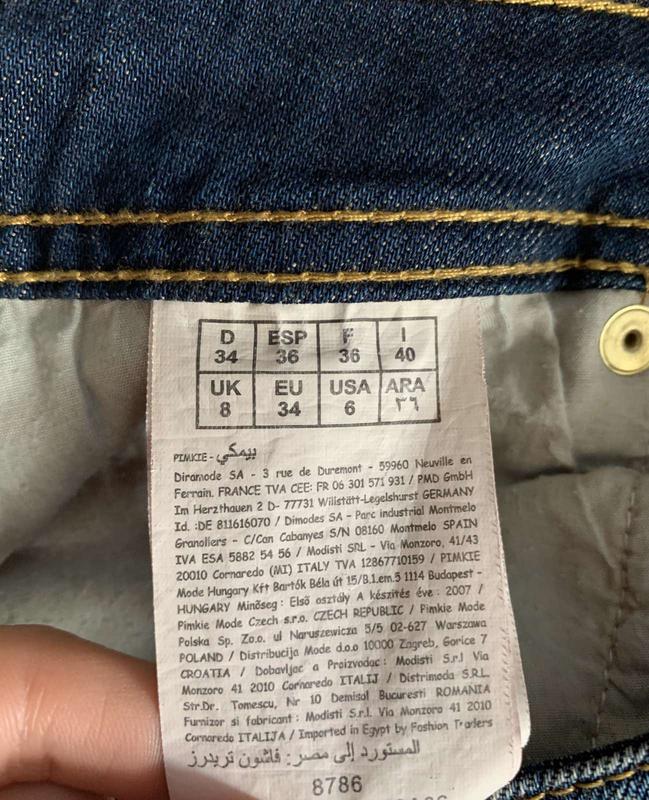 D ESP F I
34 36 36 40
UK EU USA ARA
8 34 6 ٣٦
PIMKIE - بيمكي
Diramode SA - 3 rue de Duremont - 59960 Neuville en
Ferrain. FRANCE TVA CEE: FR 06 301 571 931 / PMD GmbH
Im Herzthauen 2 D- 77731 Willstätt-Legelshurst GERMANY
Id. :DE 811616070 / Dimodes SA - Parc industrial Montmelo
Granollers - C/Can Cabanyes S/N 08160 Montmelo SPAIN
IVA ESA 5882 54 56 / Modisti SRL - Via Monzoro, 41/43
20010 Cornaredo (MI) ITALY TVA 12867710159 / PIMKIE
Mode Hungary Kft Bartók Béla út 15/B.1.em.5 1114 Budapest -
HUNGARY Minőseg : Elsö osztály A készités éve : 2007 /
Pimkie Mode Czech s.r.o. CZECH REPUBLIC / Pimkie Mode
Polska Sp. Zo.o. ul Naruszewicza 5/5 02-627 Warszawa
POLAND / Distribucija Mode d.o.o 10000 Zagreb, Gorice 7
CROATIA / Dobavljac a Proizvodac : Modisti S.r.l Via
Monzoro 41 2010 Cornaredo ITALIJ / Distrimoda S.R.L.
Str.Dr. Tomescu, Nr 10 Demisol Bucuresti ROMANIA
Furnizor si fabricant : Modisti S.r.l. Via Monzoro 41 2010
Cornaredo ITALIJA / Imported in Egypt by Fashion Traders
المستورد إلى مصر: فاشون تريدرز
8786